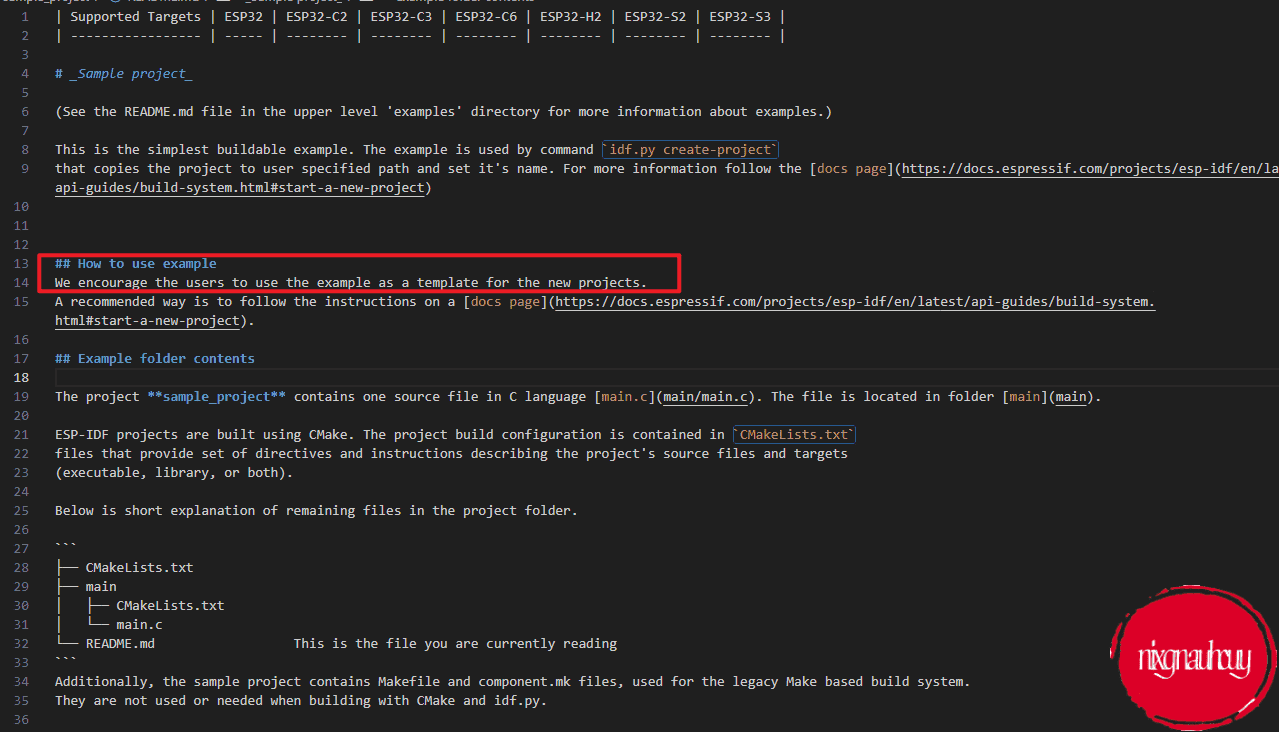 1 | Supported Targets | ESP32 | ESP32-C2 | ESP32-C3 | ESP32-C6 | ESP32-H2 | ESP32-S2 | ESP32-S3 |
2 | ----------------- | ----- | -------- | -------- | -------- | -------- | -------- | -------- |
3
4 # _Sample project_
5
6 (See the README.md file in the upper level 'examples' directory for more information about examples.)
7
8 This is the simplest buildable example. The example is used by command `idf.py create-project`
9 that copies the project to user specified path and set it's name. For more information follow the [docs page](https://docs.espressif.com/projects/esp-idf/en/la
api-guides/build-system.html#start-a-new-project)
10
11
12
13 ## How to use example
14 We encourage the users to use the example as a template for the new projects.
15 A recommended way is to follow the instructions on a [docs page](https://docs.espressif.com/projects/esp-idf/en/latest/api-guides/build-system.
html#start-a-new-project).
16
17 ## Example folder contents
18
19 The project **sample_project** contains one source file in C language [main.c](main/main.c). The file is located in folder [main](main).
20
21 ESP-IDF projects are built using CMake. The project build configuration is contained in `CMakeLists.txt`
22 files that provide set of directives and instructions describing the project's source files and targets
23 (executable, library, or both).
24
25 Below is short explanation of remaining files in the project folder.
26
27 ```
28 ├── CMakeLists.txt
29 ├── main
30 │   ├── CMakeLists.txt
31 │   └── main.c
32 └── README.md                  This is the file you are currently reading
33 ```
34 Additionally, the sample project contains Makefile and component.mk files, used for the legacy Make based build system.
35 They are not used or needed when building with CMake and idf.py.
36
nixgnauhcuy